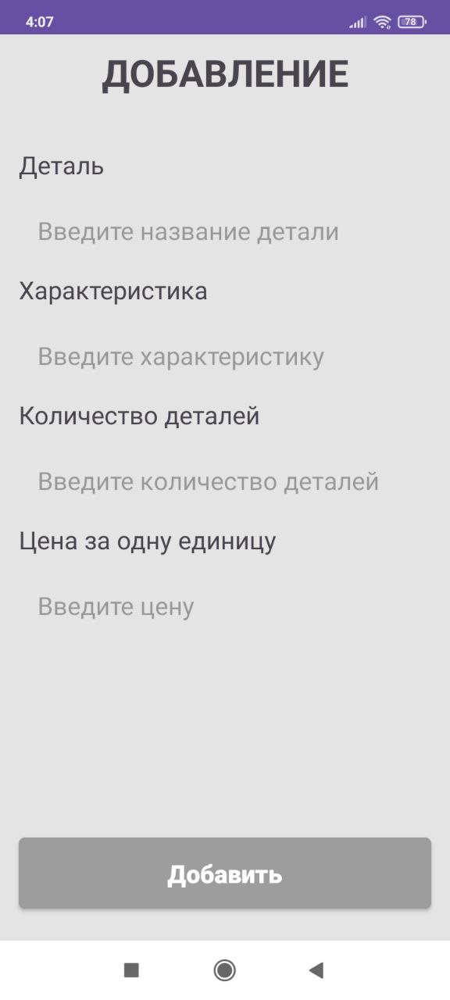 4:07
78
ДОБАВЛЕНИЕ
Деталь
Введите название детали
Характеристика
Введите характеристику
Количество деталей
Введите количество деталей
Цена за одну единицу
Введите цену
Добавить